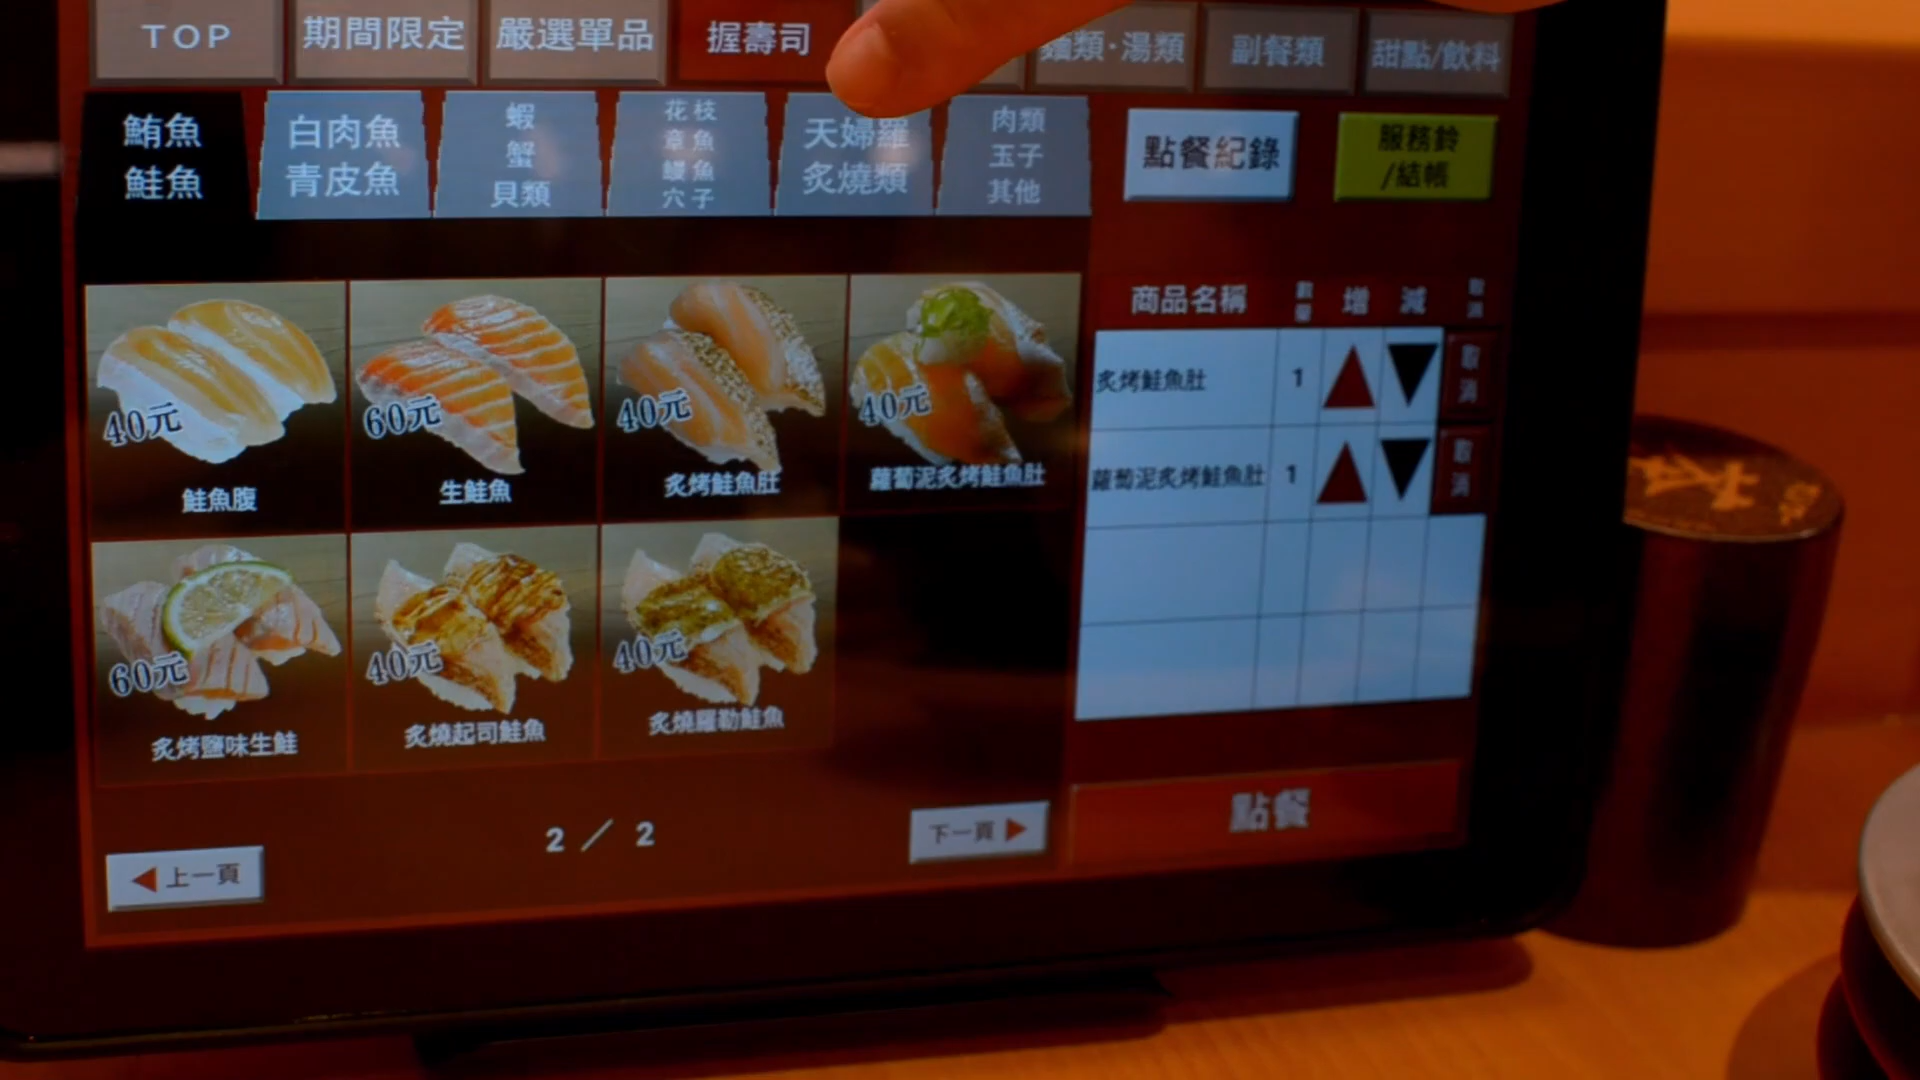 TOP
期間限定
嚴選單品
握壽司
麵類·湯類
副餐類
甜點/飲料
鮪魚
鮭魚
白肉魚
青皮魚
蝦
蟹
貝類
花枝
章魚
鰻魚
穴子
天婦羅
炙燒類
肉類
玉子
其他
點餐紀錄
服務鈴
/結帳
商品名稱
數量
增
減
取消
炙烤鮭魚肚
1
取消
蘿蔔泥炙烤鮭魚肚
1
取消
40元
鮭魚腹
60元
生鮭魚
40元
炙烤鮭魚肚
40元
蘿蔔泥炙烤鮭魚肚
60元
炙烤鹽味生鮭
40元
炙燒起司鮭魚
40元
炙燒羅勒鮭魚
上一頁
2 / 2
下一頁
點餐